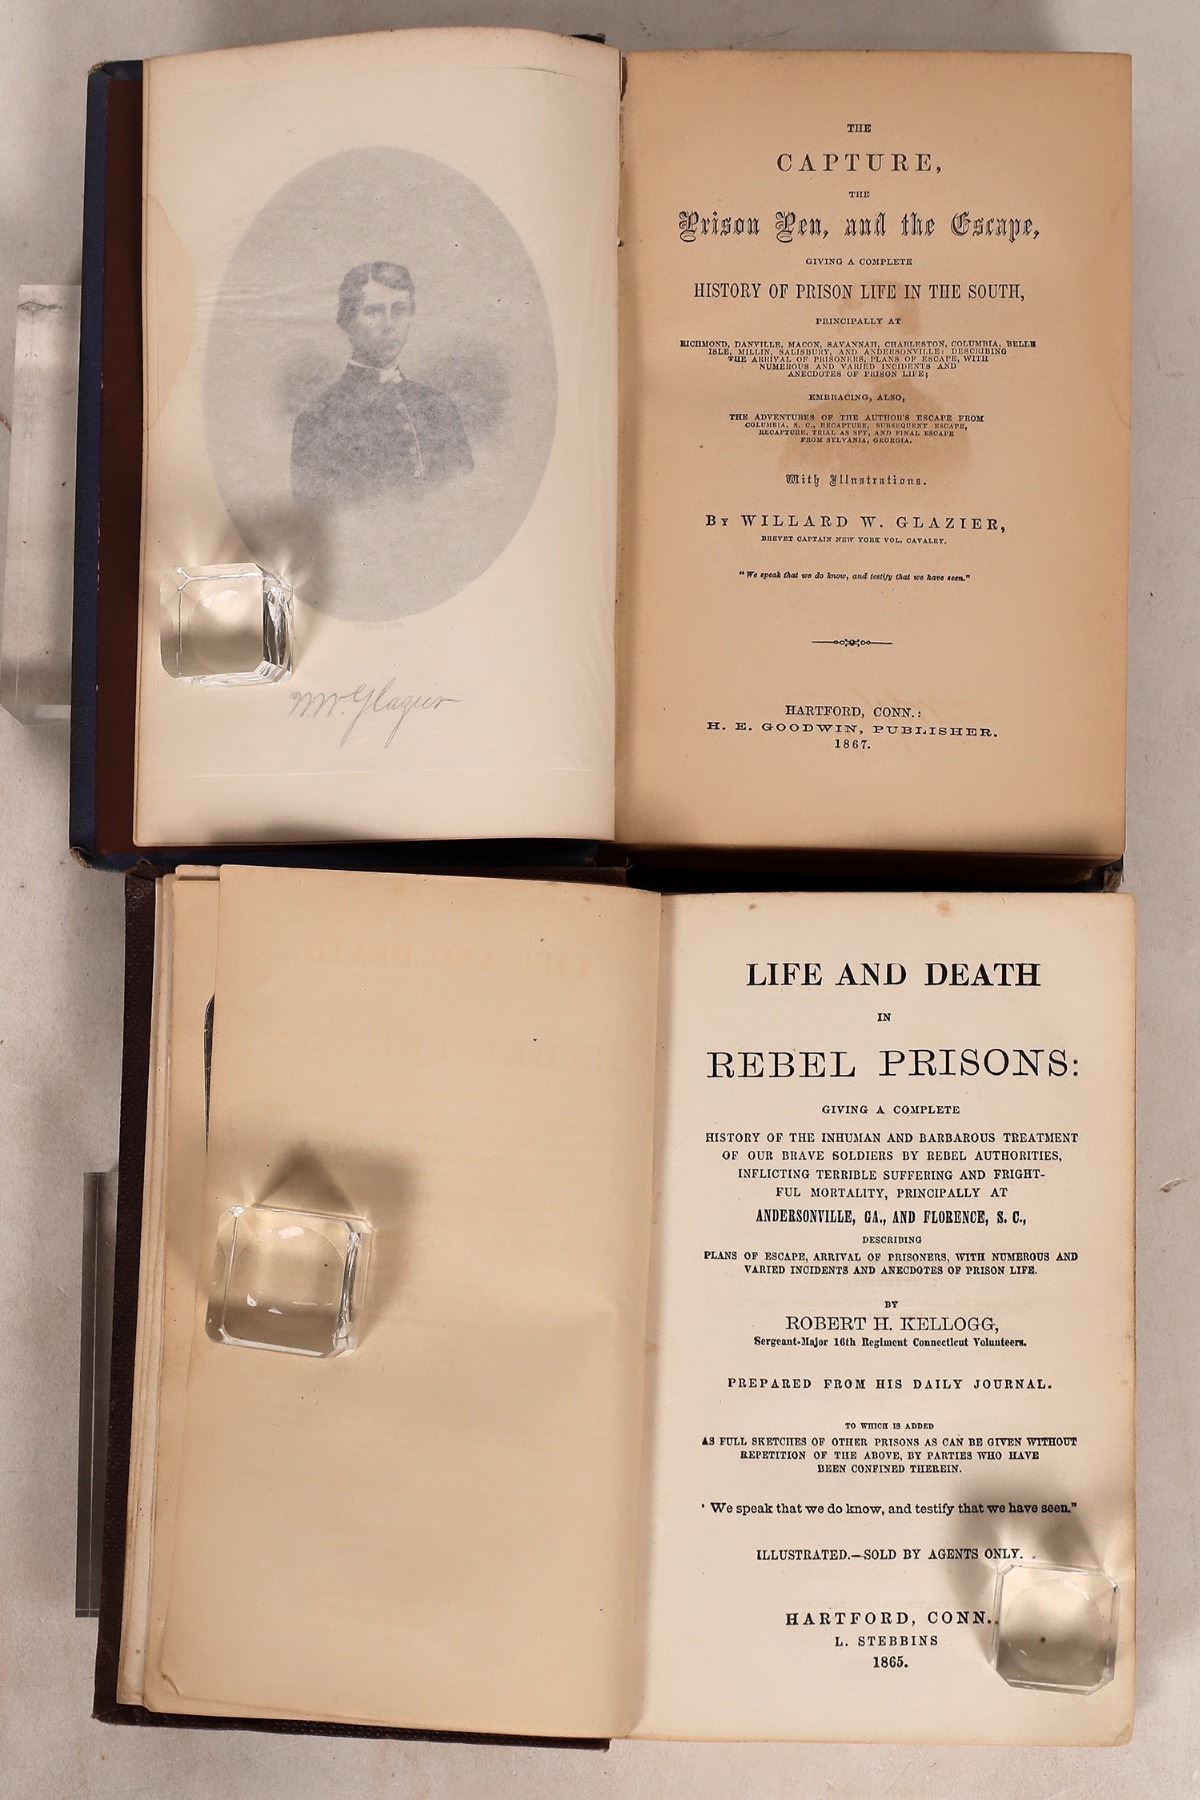 W. W. Glazier
THE
CAPTURE,
THE
Prison Pen, and the Escape,
GIVING A COMPLETE
HISTORY OF PRISON LIFE IN THE SOUTH,
PRINCIPALLY AT
RICHMOND, DANVILLE, MACON, SAVANNAH, CHARLESTON, COLUMBIA, BELLE
ISLE, MILLIN, SALISBURY, AND ANDERSONVILLE: DESCRIBING
THE ARRIVAL OF PRISONERS, PLANS OF ESCAPE, WITH
NUMEROUS AND VARIED INCIDENTS AND
ANECDOTES OF PRISON LIFE;
EMBRACING, ALSO,
THE ADVENTURES OF THE AUTHOR'S ESCAPE FROM
COLUMBIA, S. C., RECAPTURE, SUBSEQUENT ESCAPE,
RECAPTURE, TRIAL AS SPY, AND FINAL ESCAPE
FROM SYLVANIA, GEORGIA.
With Illustrations.
BY WILLARD W. GLAZIER,
BREVET CAPTAIN NEW YORK VOL. CAVALRY.
"We speak that we do know, and testify that we have seen."
HARTFORD, CONN.:
H. E. GOODWIN, PUBLISHER.
1867.
LIFE AND DEATH
IN
REBEL PRISONS:
GIVING A COMPLETE
HISTORY OF THE INHUMAN AND BARBAROUS TREATMENT
OF OUR BRAVE SOLDIERS BY REBEL AUTHORITIES,
INFLICTING TERRIBLE SUFFERING AND FRIGHT-
FUL MORTALITY, PRINCIPALLY AT
ANDERSONVILLE, GA., AND FLORENCE, S. C.,
DESCRIBING
PLANS OF ESCAPE, ARRIVAL OF PRISONERS, WITH NUMEROUS AND
VARIED INCIDENTS AND ANECDOTES OF PRISON LIFE.
BY
ROBERT H. KELLOGG,
Sergeant-Major 16th Regiment Connecticut Volunteers.
PREPARED FROM HIS DAILY JOURNAL.
TO WHICH IS ADDED
AS FULL SKETCHES OF OTHER PRISONS AS CAN BE GIVEN WITHOUT
REPETITION OF THE ABOVE, BY PARTIES WHO HAVE
BEEN CONFINED THEREIN.
' We speak that we do know, and testify that we have seen."
ILLUSTRATED.—SOLD BY AGENTS ONLY.
HARTFORD, CONN.
L. STEBBINS
1865.